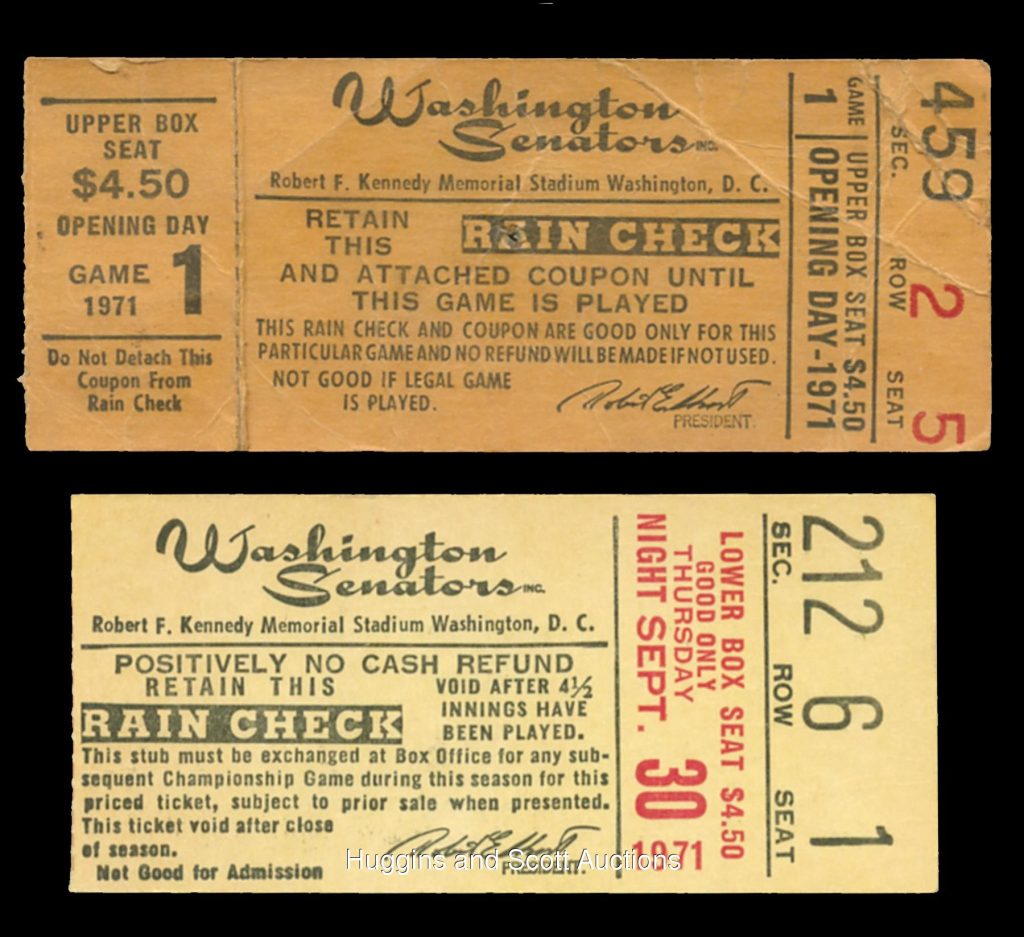 UPPER BOX
SEAT
$4.50
OPENING DAY
GAME 1
1971
Do Not Detach This
Coupon From
Rain Check
Washington
Senators INC.
Robert F. Kennedy Memorial Stadium Washington, D. C.
RETAIN
THIS
RAIN CHECK
AND ATTACHED COUPON UNTIL
THIS GAME IS PLAYED
THIS RAIN CHECK AND COUPON ARE GOOD ONLY FOR THIS
PARTICULAR GAME AND NO REFUND WILL BE MADE IF NOT USED.
NOT GOOD IF LEGAL GAME
IS PLAYED.
PRESIDENT.
GAME UPPER BOX SEAT $4.50
1 OPENING DAY-1971
459 2 5
SEC. ROW SEAT
Washington
Senators INC.
Robert F. Kennedy Memorial Stadium Washington, D. C.
POSITIVELY NO CASH REFUND
RETAIN THIS
RAIN CHECK
VOID AFTER 4½
INNINGS HAVE
BEEN PLAYED.
This stub must be exchanged at Box Office for any sub-
sequent Championship Game during this season for this
priced ticket, subject to prior sale when presented.
This ticket void after close
of season.
Not Good for Admission
PRESIDENT.
LOWER BOX SEAT $4.50
GOOD ONLY
THURSDAY
NIGHT SEPT. 30
1971
212 6 1
SEC. ROW SEAT
Huggins and Scott Auctions